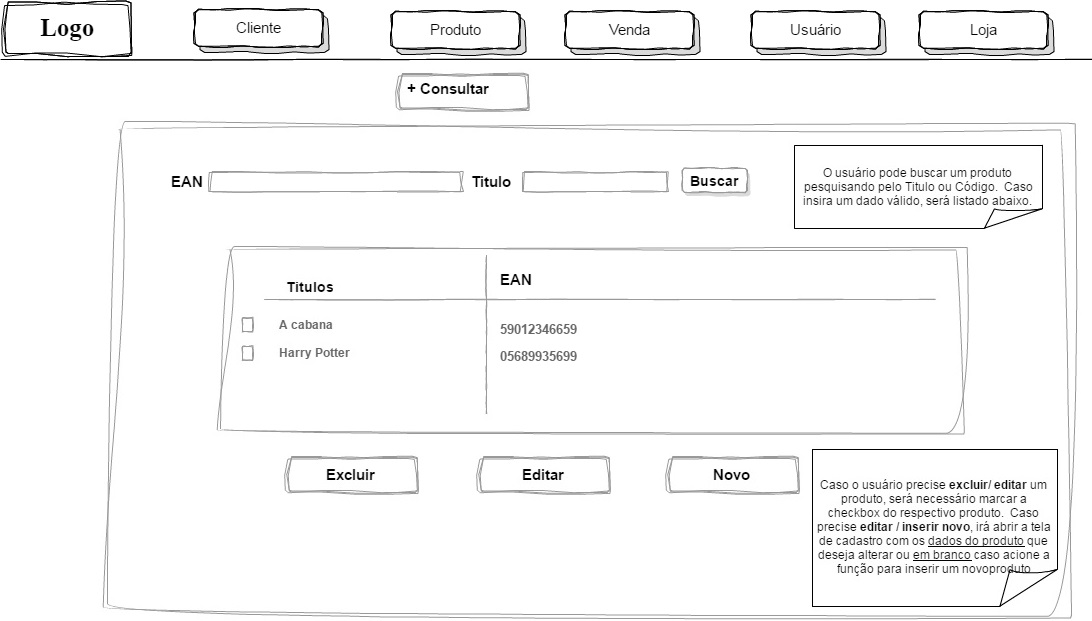 Logo
Cliente
Produto
Venda
Usuário
Loja
+ Consultar
EAN
Titulo
Buscar
O usuário pode buscar um produto
pesquisando pelo Titulo ou Código. Caso
insira um dado válido, será listado abaixo.
Titulos
EAN
A cabana
59012346659
Harry Potter
05689935699
Excluir
Editar
Novo
Caso o usuário precise excluir/ editar um
produto, será necessário marcar a
checkbox do respectivo produto. Caso
precise editar / inserir novo, irá abrir a tela
de cadastro com os dados do produto que
deseja alterar ou em branco caso acione a
função para inserir um novoproduto